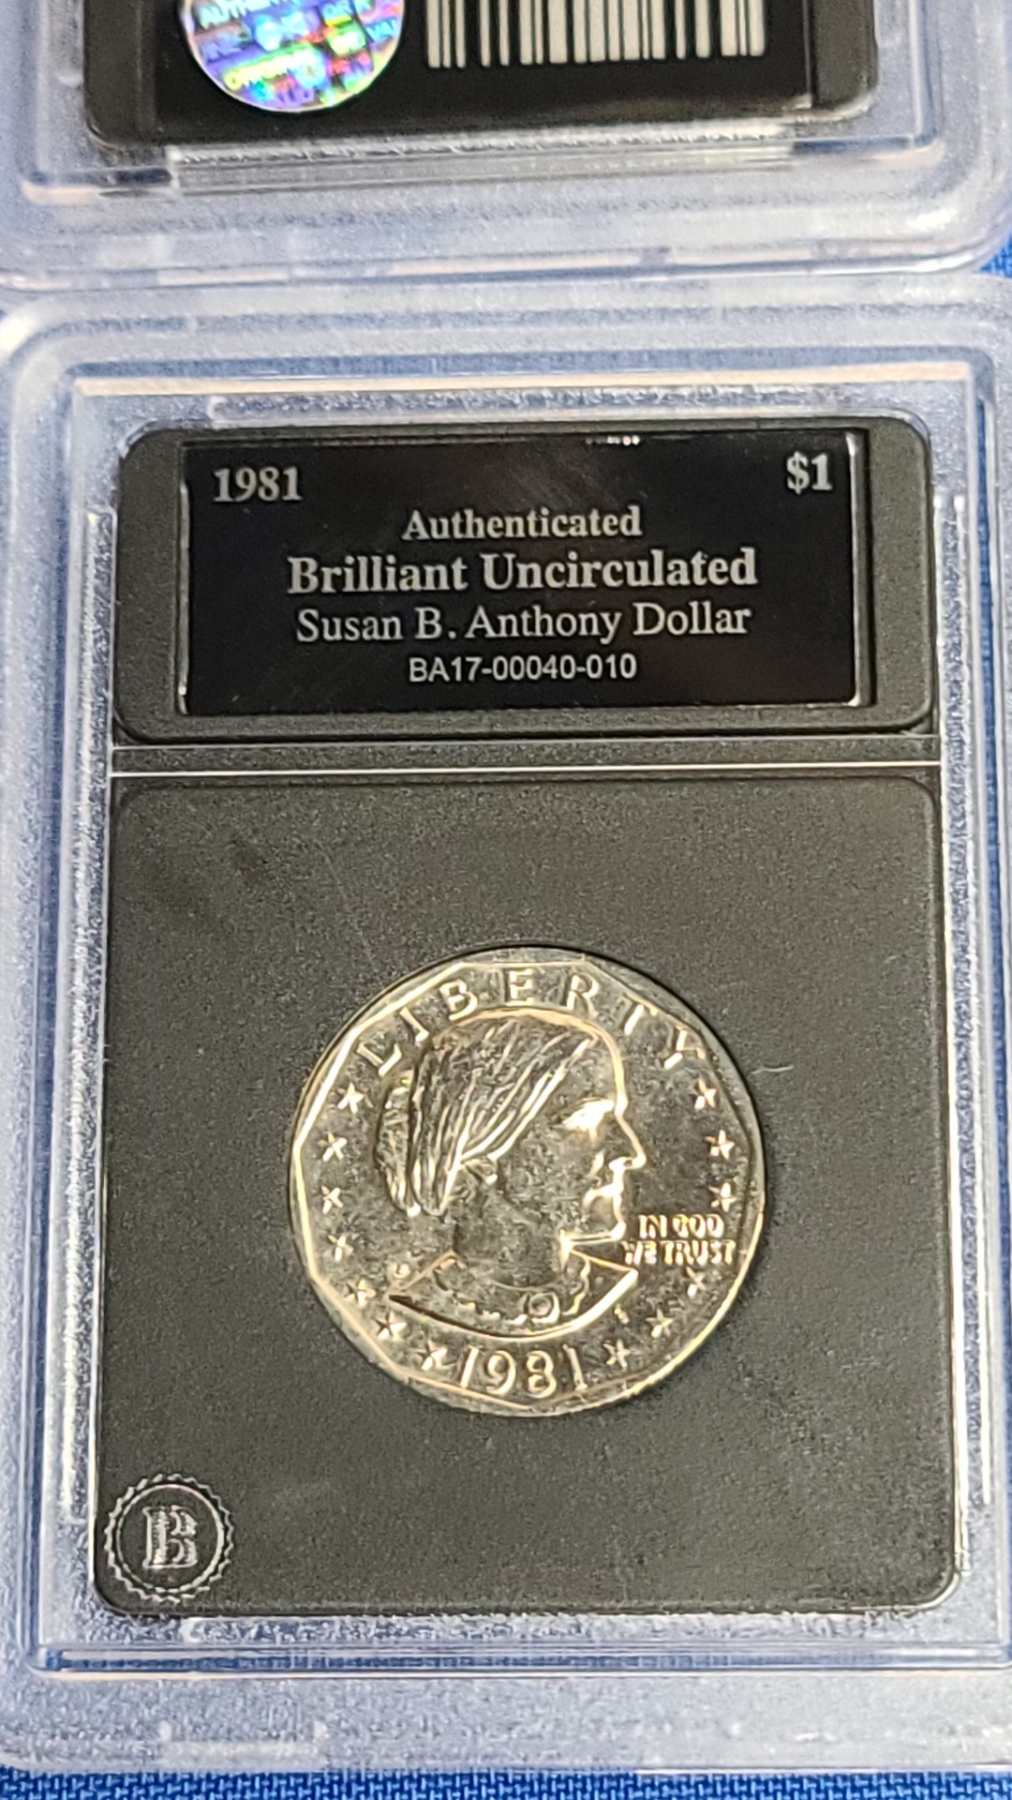 1981 $1
Authenticated
Brilliant Uncirculated
Susan B. Anthony Dollar
BA17-00040-010
LIBERTY
IN GOD
WE TRUST
1981
B